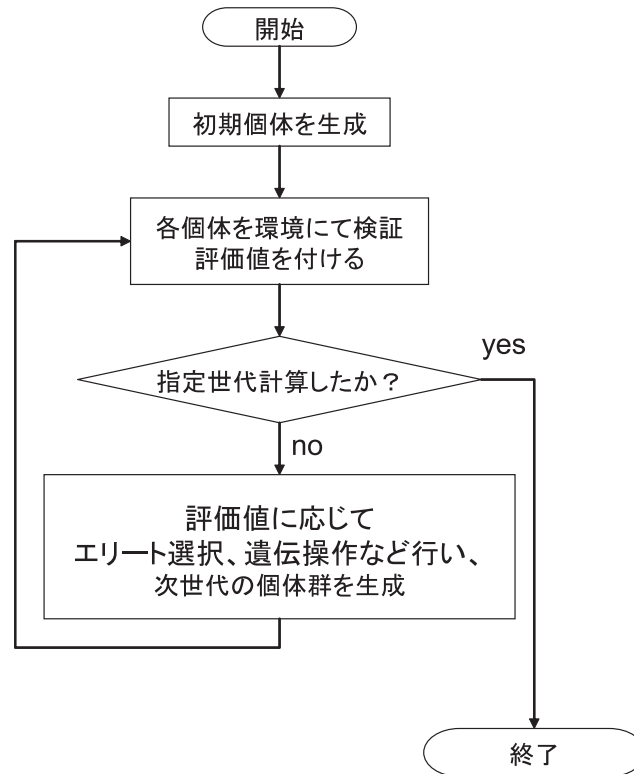 開始
初期個体を生成
各個体を環境にて検証
評価値を付ける
指定世代計算したか？
yes
no
評価値に応じて
エリート選択、遺伝操作など行い、
次世代の個体群を生成
終了